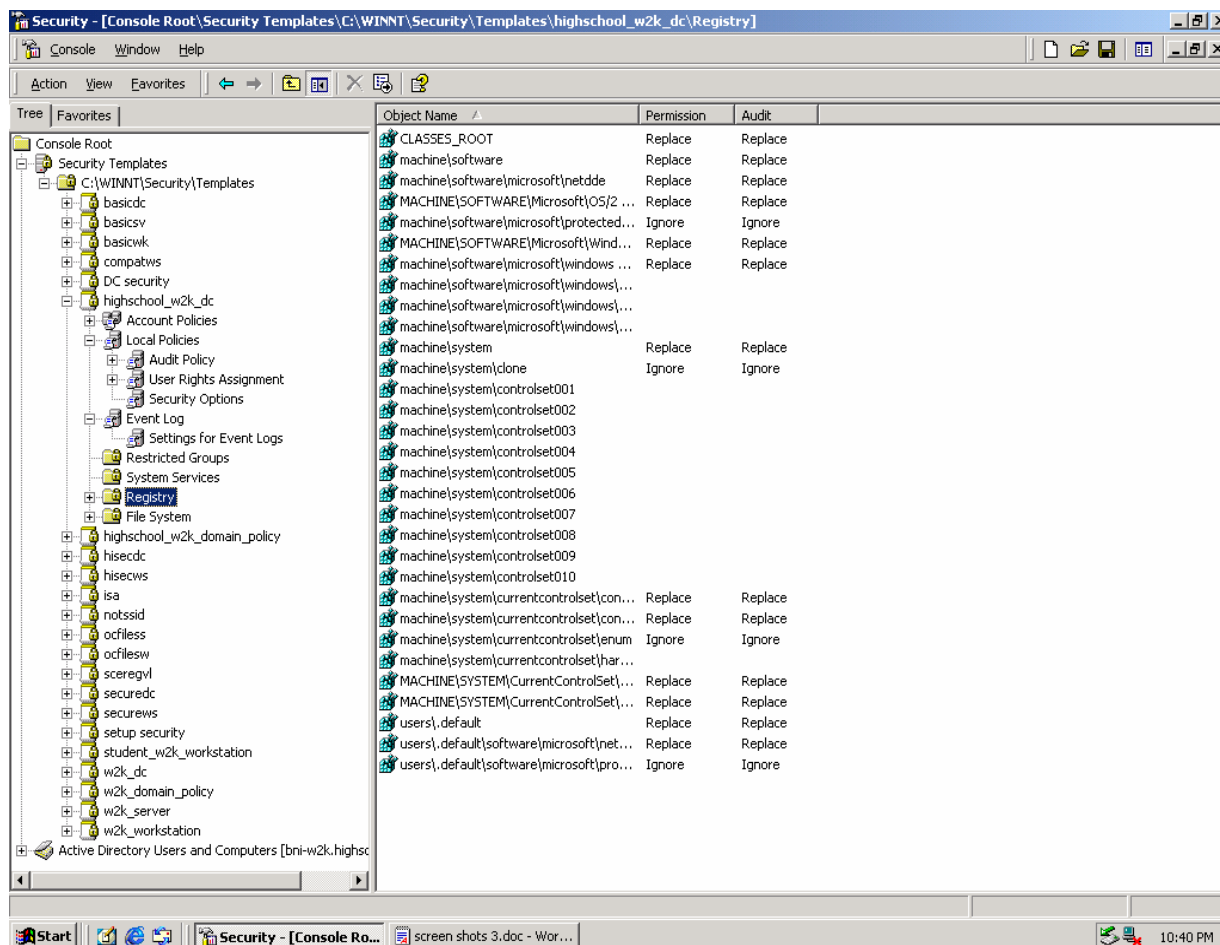 Security - [Console Root\Security Templates\C:\WINNT\Security\Templates\highschool_w2k_dc\Registry]
Console Window Help
Action View Favorites
Tree Favorites
Console Root
Security Templates
C:\WINNT\Security\Templates
basicdc
basicsv
basicwk
compatws
DC security
highschool_w2k_dc
Account Policies
Local Policies
Audit Policy
User Rights Assignment
Security Options
Event Log
Settings for Event Logs
Restricted Groups
System Services
Registry
File System
highschool_w2k_domain_policy
hisecdc
hisecws
isa
notssid
ocfiless
ocfilesw
sceregvl
securedc
securews
setup security
student_w2k_workstation
w2k_dc
w2k_domain_policy
w2k_server
w2k_workstation
Active Directory Users and Computers [bni-w2k.highsc
Object Name Permission Audit
CLASSES_ROOT Replace Replace
machine\software Replace Replace
machine\software\microsoft\netdde Replace Replace
MACHINE\SOFTWARE\Microsoft\OS/2 ... Replace Replace
machine\software\microsoft\protected... Ignore Ignore
MACHINE\SOFTWARE\Microsoft\Wind... Replace Replace
machine\software\microsoft\windows ... Replace Replace
machine\software\microsoft\windows\...
machine\software\microsoft\windows\...
machine\software\microsoft\windows\...
machine\system Replace Replace
machine\system\clone Ignore Ignore
machine\system\controlset001
machine\system\controlset002
machine\system\controlset003
machine\system\controlset004
machine\system\controlset005
machine\system\controlset006
machine\system\controlset007
machine\system\controlset008
machine\system\controlset009
machine\system\controlset010
machine\system\currentcontrolset\con... Replace Replace
machine\system\currentcontrolset\con... Replace Replace
machine\system\currentcontrolset\enum Ignore Ignore
machine\system\currentcontrolset\har...
MACHINE\SYSTEM\CurrentControlSet\... Replace Replace
MACHINE\SYSTEM\CurrentControlSet\... Replace Replace
users\.default Replace Replace
users\.default\software\microsoft\net... Replace Replace
users\.default\software\microsoft\pro... Ignore Ignore
Start Security - [Console Ro... screen shots 3.doc - Wor... 10:40 PM